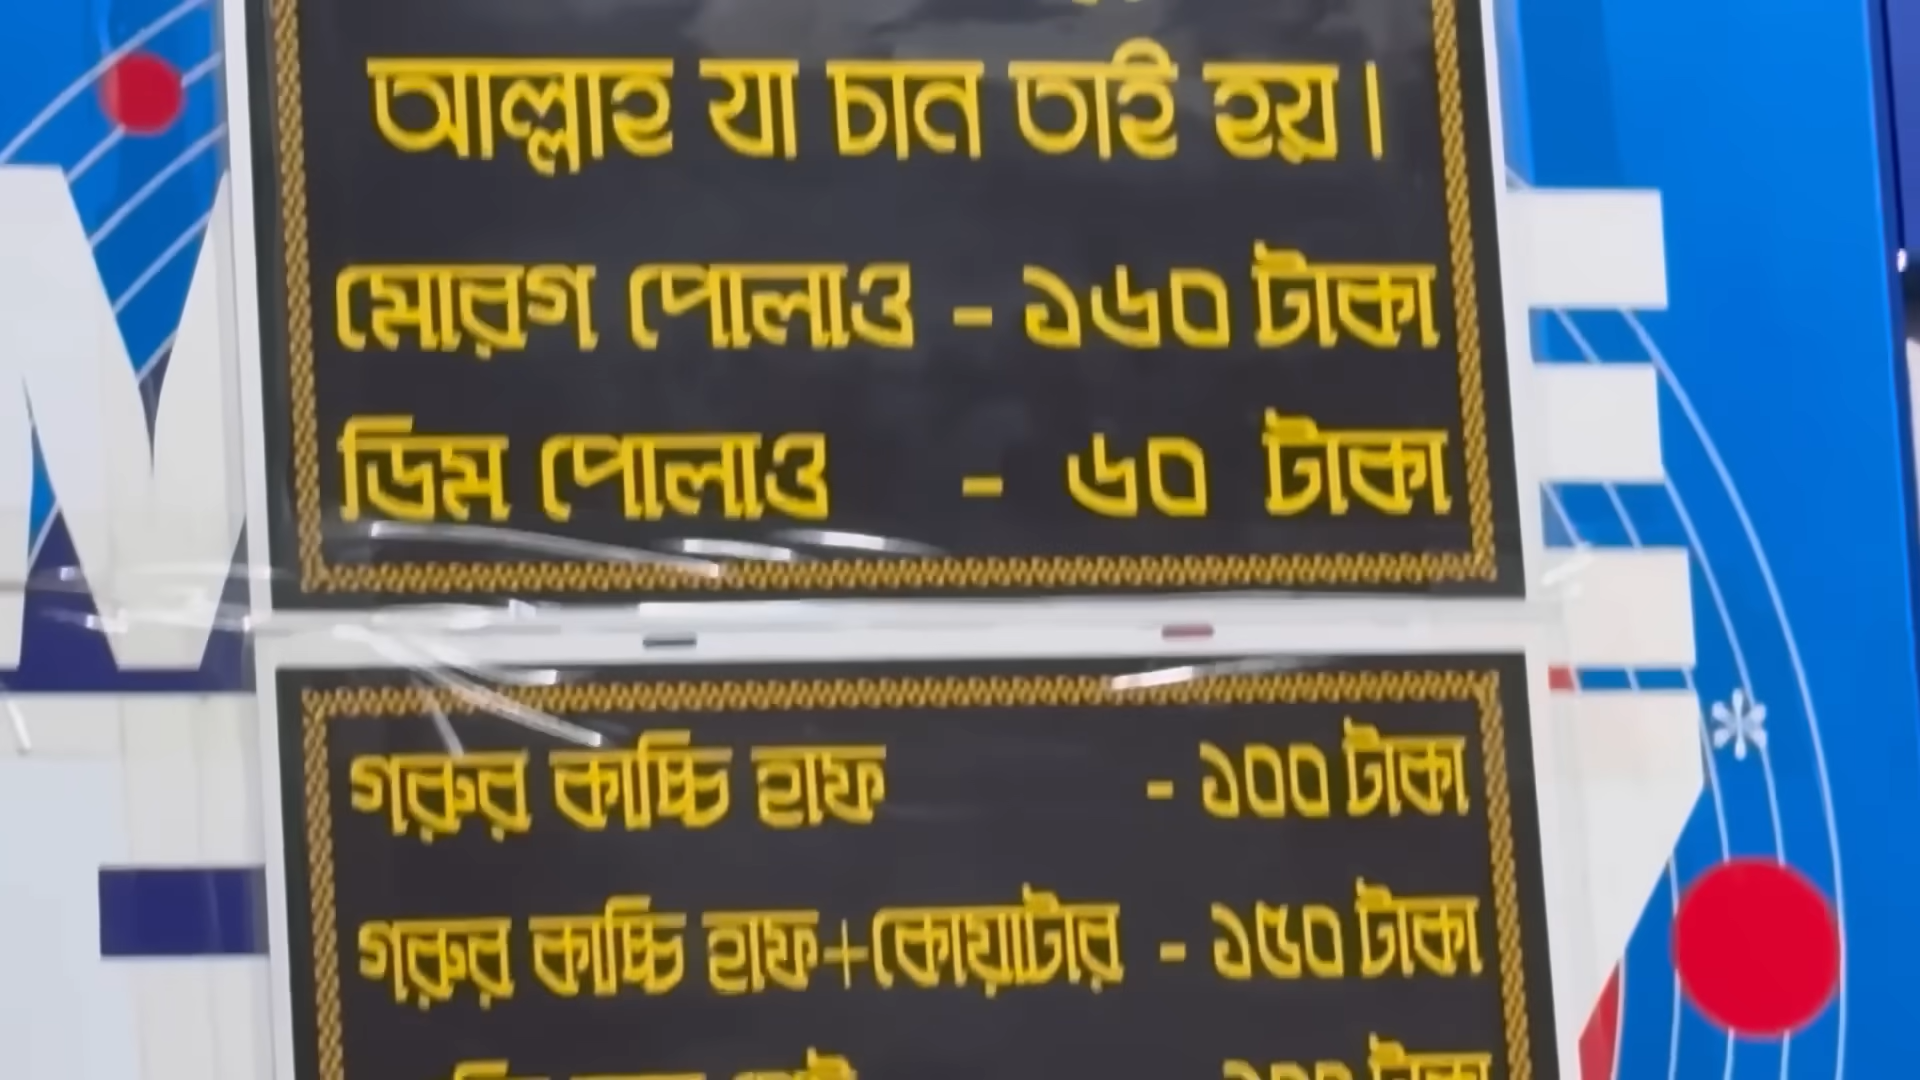 আল্লাহ যা চান তাই হয়।
মোরগ পোলাও - ১৬০ টাকা
ডিম পোলাও - ৬০ টাকা
গরুর কাচ্চি হাফ - ১০০ টাকা
গরুর কাচ্চি হাফ+কোয়াটার - ১৫০ টাকা